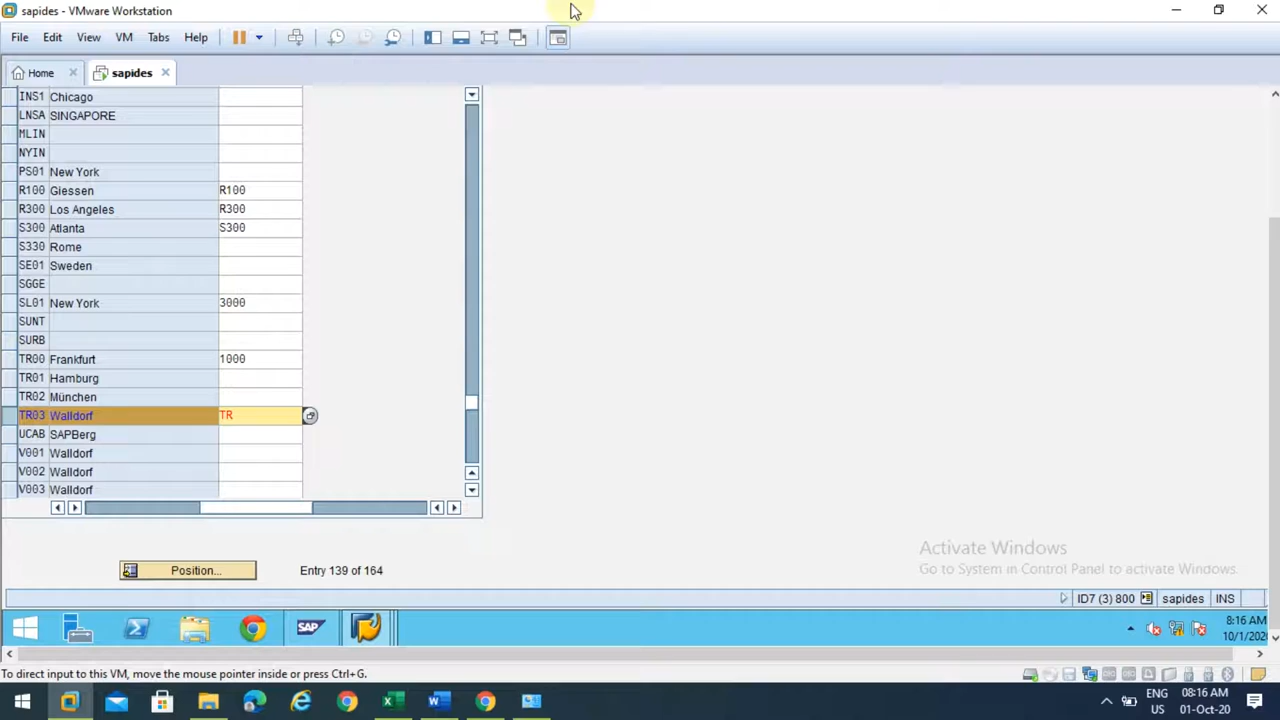 sapides - VMware Workstation
File Edit View VM Tabs Help
Home sapides
INS1 Chicago
LNSA SINGAPORE
MLIN
NYIN
PS01 New York
R100 Giessen R100
R300 Los Angeles R300
S300 Atlanta S300
S330 Rome
SE01 Sweden
SGGE
SL01 New York 3000
SUNT
SURB
TR00 Frankfurt 1000
TR01 Hamburg
TR02 München
TR03 Walldorf TR
UCAB SAPBerg
V001 Walldorf
V002 Walldorf
V003 Walldorf
Position... Entry 139 of 164
Activate Windows
Go to System in Control Panel to activate Windows.
ID7 (3) 800 sapides INS
SAP
8:16 AM
10/1/2020
To direct input to this VM, move the mouse pointer inside or press Ctrl+G.
ENG 08:16 AM
US 01-Oct-20